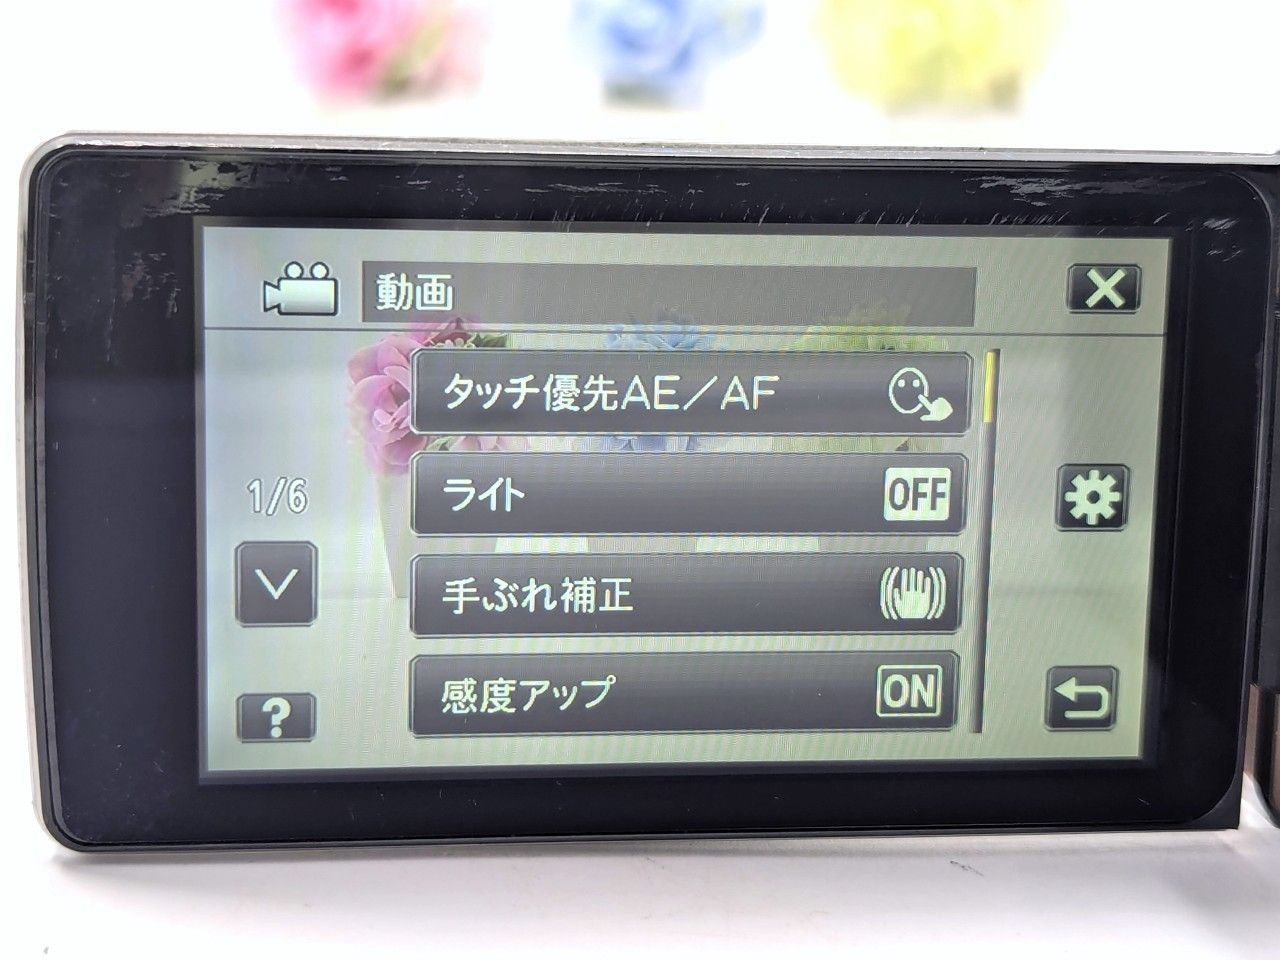 動画
タッチ優先AE／AF
1/6
ライト OFF
手ぶれ補正
感度アップ ON
?